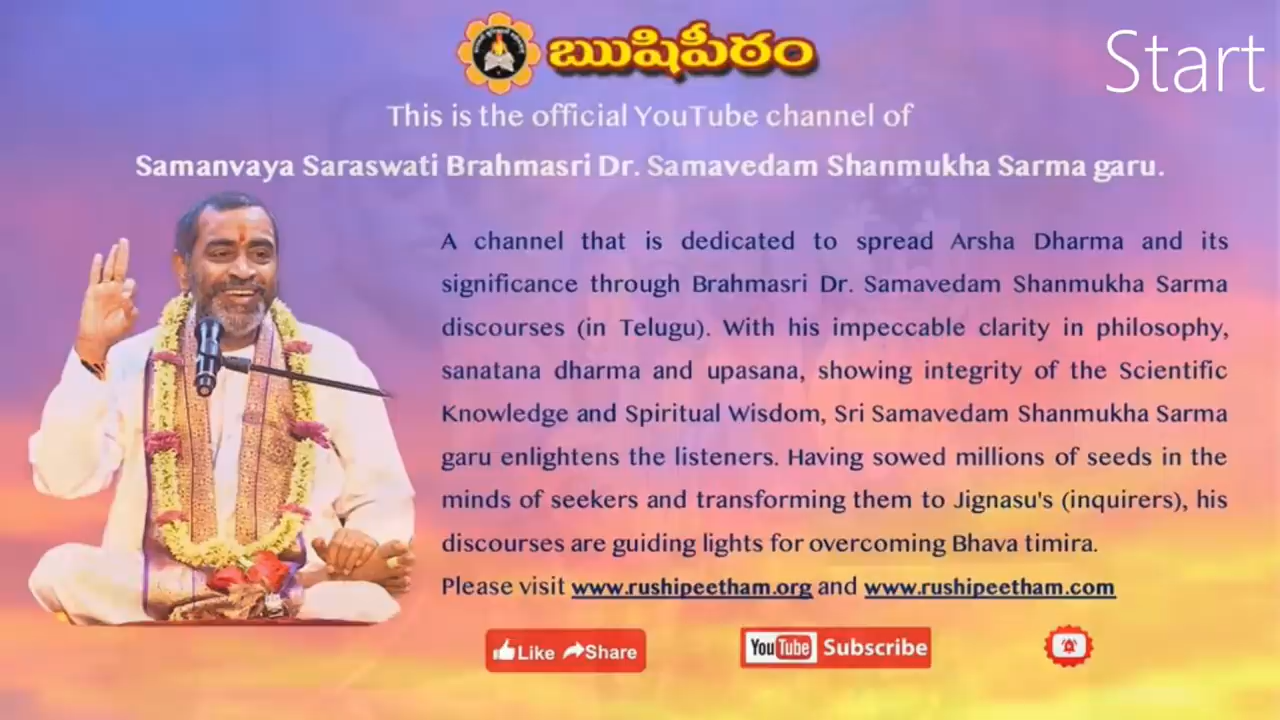 ఋషిపీఠం
Start
This is the official YouTube channel of
Samanvaya Saraswati Brahmasri Dr. Samavedam Shanmukha Sarma garu.
A channel that is dedicated to spread Arsha Dharma and its
significance through Brahmasri Dr. Samavedam Shanmukha Sarma
discourses (in Telugu). With his impeccable clarity in philosophy,
sanatana dharma and upasana, showing integrity of the Scientific
Knowledge and Spiritual Wisdom, Sri Samavedam Shanmukha Sarma
garu enlightens the listeners. Having sowed millions of seeds in the
minds of seekers and transforming them to Jignasu's (inquirers), his
discourses are guiding lights for overcoming Bhava timira.
Please visit www.rushipeetham.org and www.rushipeetham.com
Like Share
YouTube Subscribe